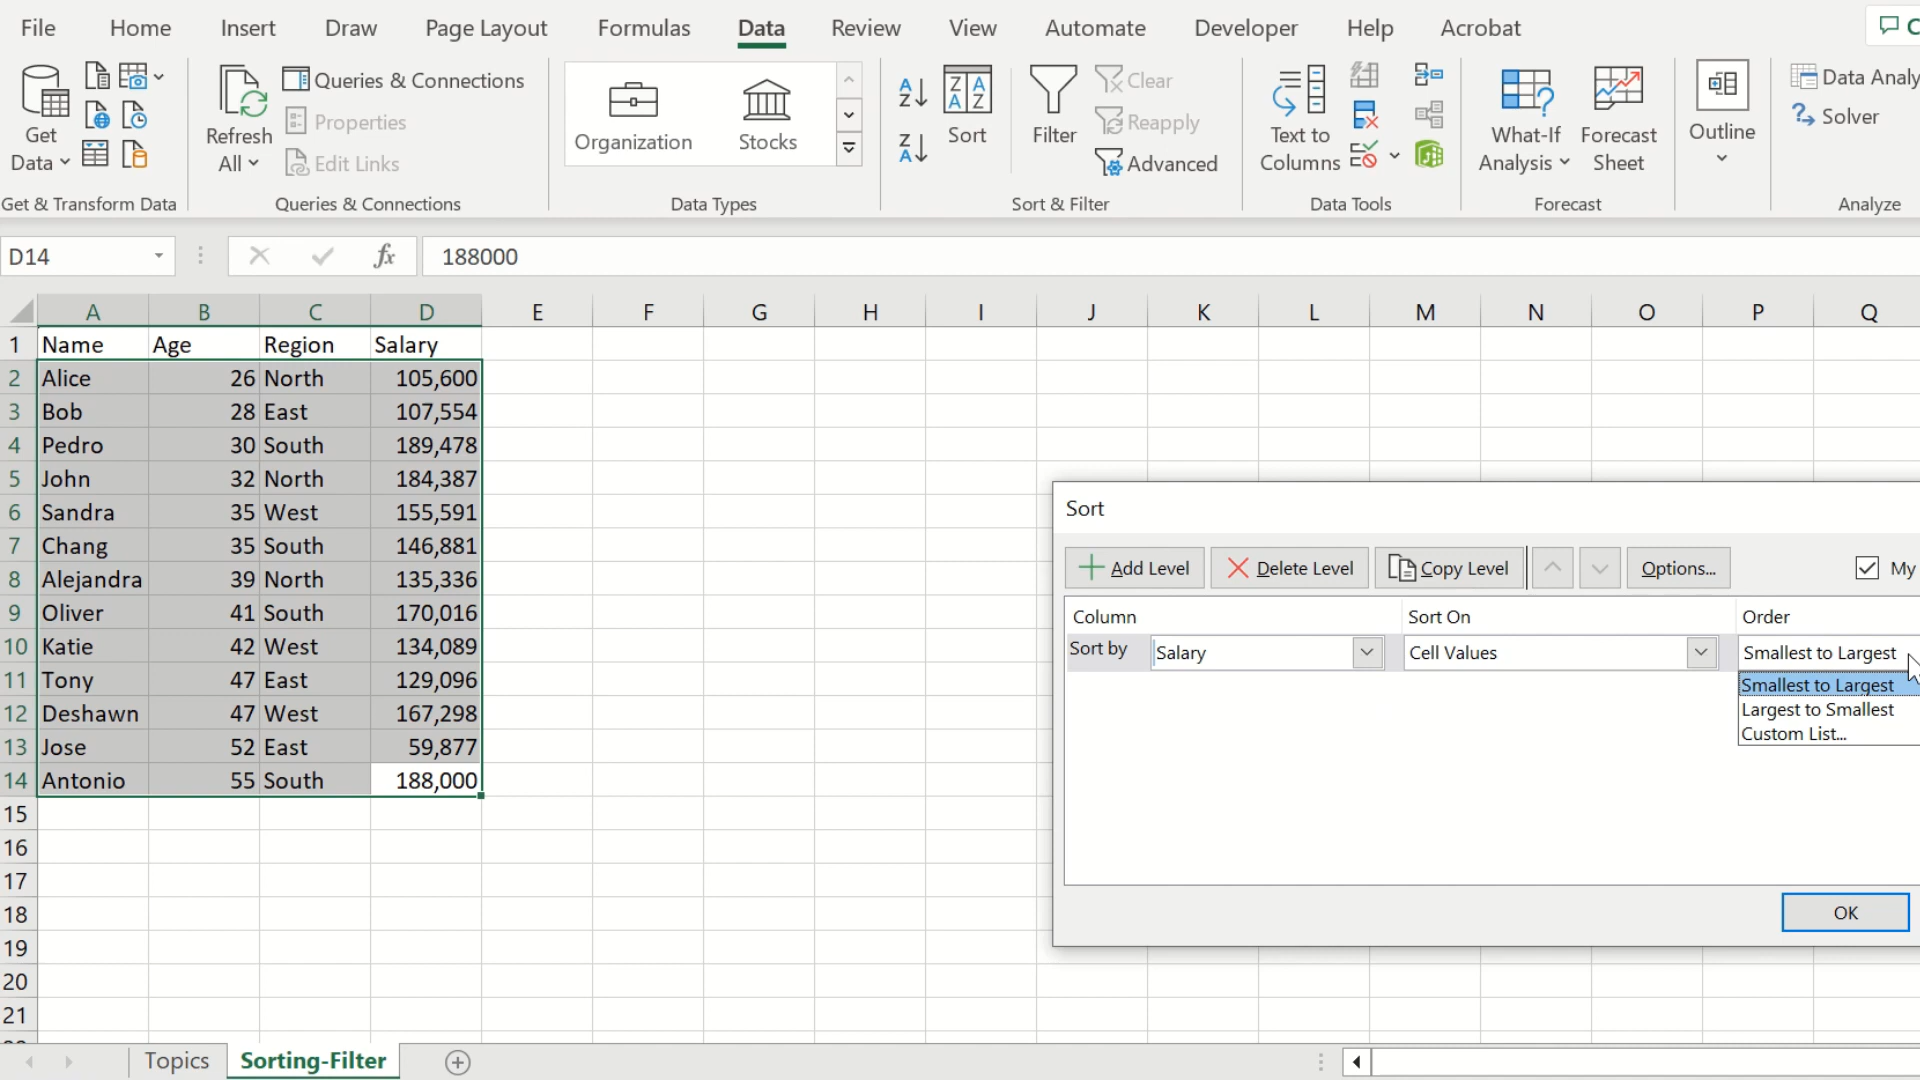 File Home Insert Draw Page Layout Formulas Data Review View Automate Developer Help Acrobat
Get Data
Refresh All
Queries & Connections
Properties
Edit Links
Organization Stocks
Sort
Filter
Clear
Reapply
Advanced
Text to Columns
What-If Analysis
Forecast Sheet
Outline
Data Analy
Solver
Get & Transform Data Queries & Connections Data Types Sort & Filter Data Tools Forecast Analyze
D14 fx 188000
A B C D E F G H I J K L M N O P Q
1 Name Age Region Salary
2 Alice 26 North 105,600
3 Bob 28 East 107,554
4 Pedro 30 South 189,478
5 John 32 North 184,387
6 Sandra 35 West 155,591
7 Chang 35 South 146,881
8 Alejandra 39 North 135,336
9 Oliver 41 South 170,016
10 Katie 42 West 134,089
11 Tony 47 East 129,096
12 Deshawn 47 West 167,298
13 Jose 52 East 59,877
14 Antonio 55 South 188,000
15
16
17
18
19
20
21
Sort
Add Level Delete Level Copy Level Options... My
Column Sort On Order
Sort by Salary Cell Values Smallest to Largest
Smallest to Largest
Largest to Smallest
Custom List...
OK
Topics Sorting-Filter